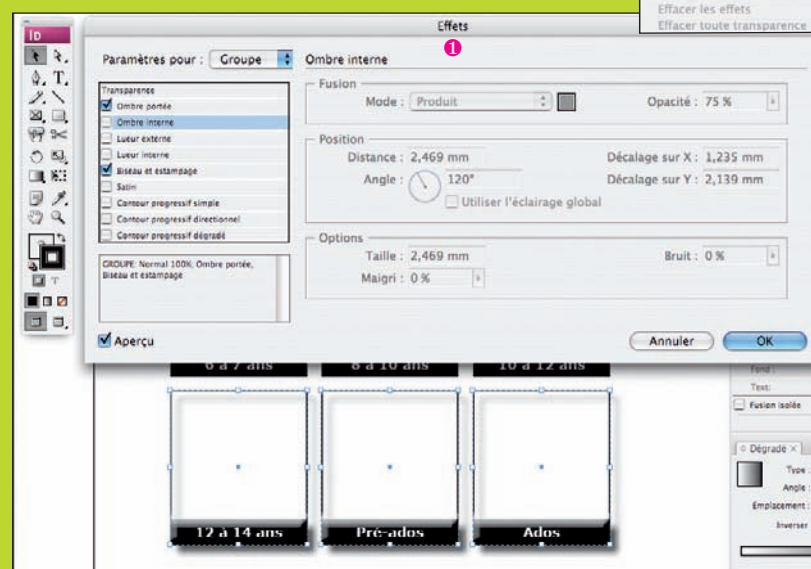 Effacer les effets
Effacer toute transparence
ID
Effets
❶
Paramètres pour : Groupe
Transparence
Ombre portée
Ombre interne
Lueur externe
Lueur interne
Biseau et estampage
Satin
Contour progressif simple
Contour progressif directionnel
Contour progressif dégradé
GROUPE: Normal 100%, Ombre portée,
Biseau et estampage
Aperçu
Ombre interne
Fusion
Mode : Produit
Opacité : 75 %
Position
Distance : 2,469 mm
Décalage sur X : 1,235 mm
Angle : 120°
Décalage sur Y : 2,139 mm
Utiliser l'éclairage global
Options
Taille : 2,469 mm
Bruit : 0 %
Maigri : 0 %
Annuler
OK
6 à 7 ans
8 à 10 ans
10 à 12 ans
12 à 14 ans
Pré-ados
Ados
Fond :
Text:
Fusion isolée
Dégradé ×
Type :
Angle :
Emplacement :
Inverser